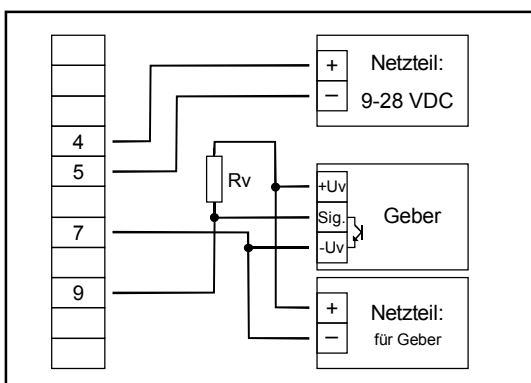 +
Netzteil:
−
9-28 VDC
4
5
Rv
+Uv
Sig.
Geber
-Uv
7
9
+
Netzteil:
−
für Geber